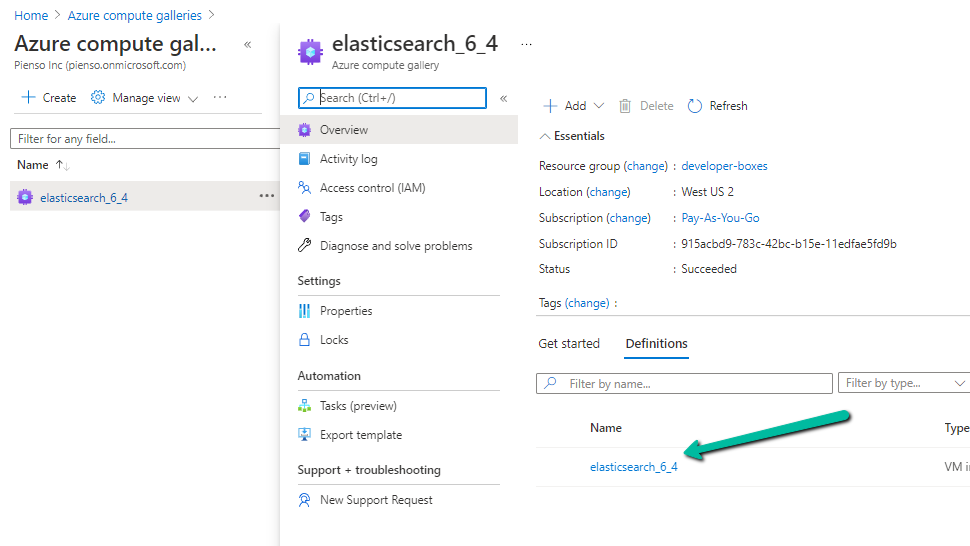 Home > Azure compute galleries >
Azure compute gal... «
Pienso Inc (pienso.onmicrosoft.com)
Create Manage view ...
Filter for any field...
Name ↑↓
elasticsearch_6_4 ...
elasticsearch_6_4 ...
Azure compute gallery
Search (Ctrl+/) «
Overview
Activity log
Access control (IAM)
Tags
Diagnose and solve problems
Settings
Properties
Locks
Automation
Tasks (preview)
Export template
Support + troubleshooting
New Support Request
Add Delete Refresh
Essentials
Resource group (change) : developer-boxes
Location (change) : West US 2
Subscription (change) : Pay-As-You-Go
Subscription ID : 915acbd9-783c-42bc-b15e-11edfae5fd9b
Status : Succeeded
Tags (change) :
Get started Definitions
Filter by name... Filter by type...
Name Type
elasticsearch_6_4 VM